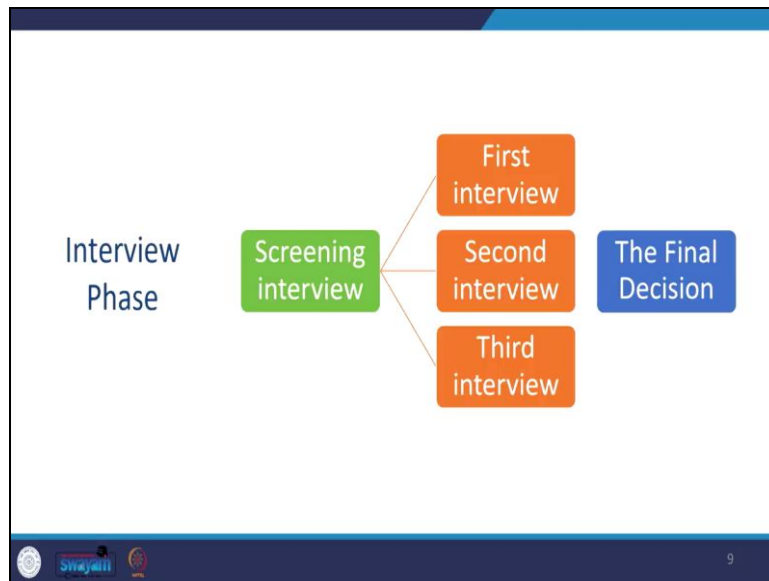 Interview
Phase
Screening
interview
First
interview
Second
interview
Third
interview
The Final
Decision
swayam
9